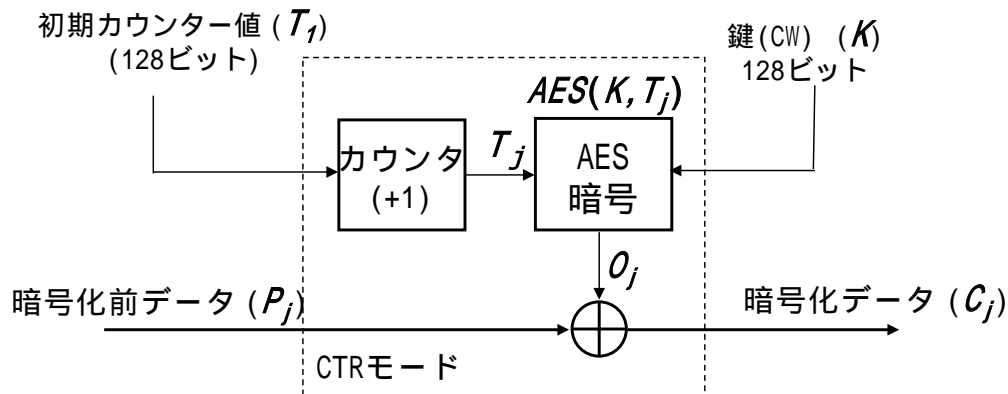 初期カウンター値 (T₁)
(128ビット)
鍵(CW) (K)
128ビット
AES(K,Tⱼ)
カウンタ
(+1)
Tⱼ
AES
暗号
Oⱼ
暗号化前データ (Pⱼ)
暗号化データ (Cⱼ)
CTRモード